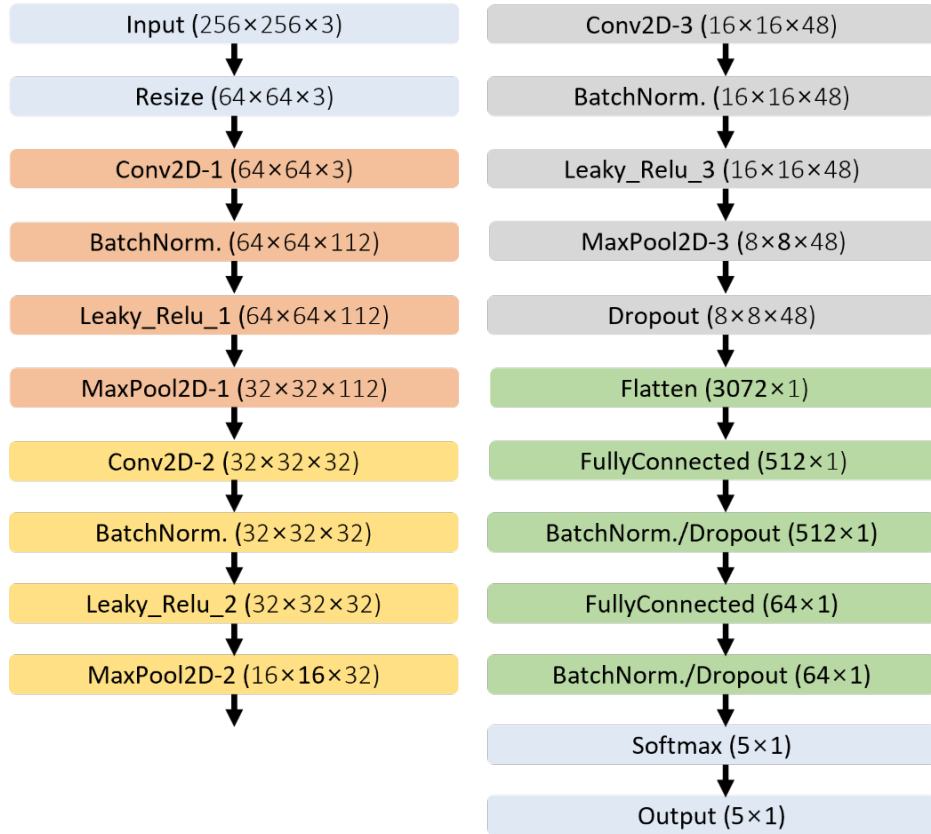 Input (256×256×3)
Resize (64×64×3)
Conv2D-1 (64×64×3)
BatchNorm. (64×64×112)
Leaky_Relu_1 (64×64×112)
MaxPool2D-1 (32×32×112)
Conv2D-2 (32×32×32)
BatchNorm. (32×32×32)
Leaky_Relu_2 (32×32×32)
MaxPool2D-2 (16×16×32)
Conv2D-3 (16×16×48)
BatchNorm. (16×16×48)
Leaky_Relu_3 (16×16×48)
MaxPool2D-3 (8×8×48)
Dropout (8×8×48)
Flatten (3072×1)
FullyConnected (512×1)
BatchNorm./Dropout (512×1)
FullyConnected (64×1)
BatchNorm./Dropout (64×1)
Softmax (5×1)
Output (5×1)